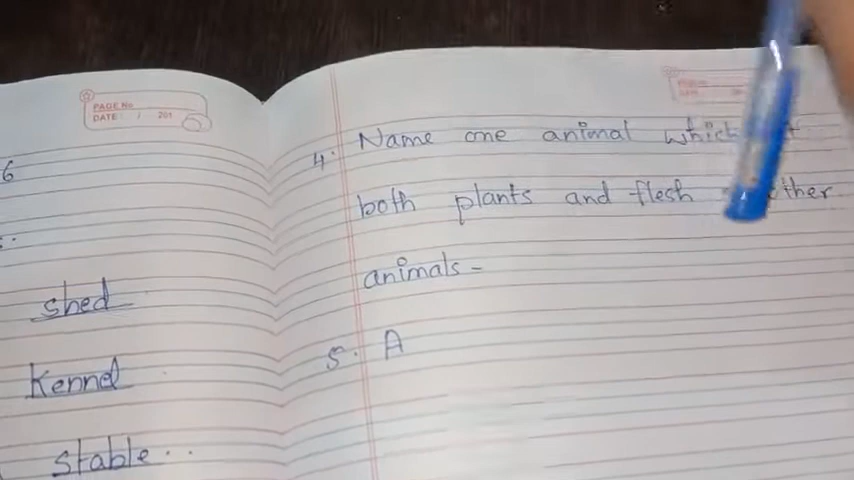 PAGE No
DATE: / 201
6
shed
Kennel
stable..
4. Name one animal which
both plants and flesh
animals -
5. A